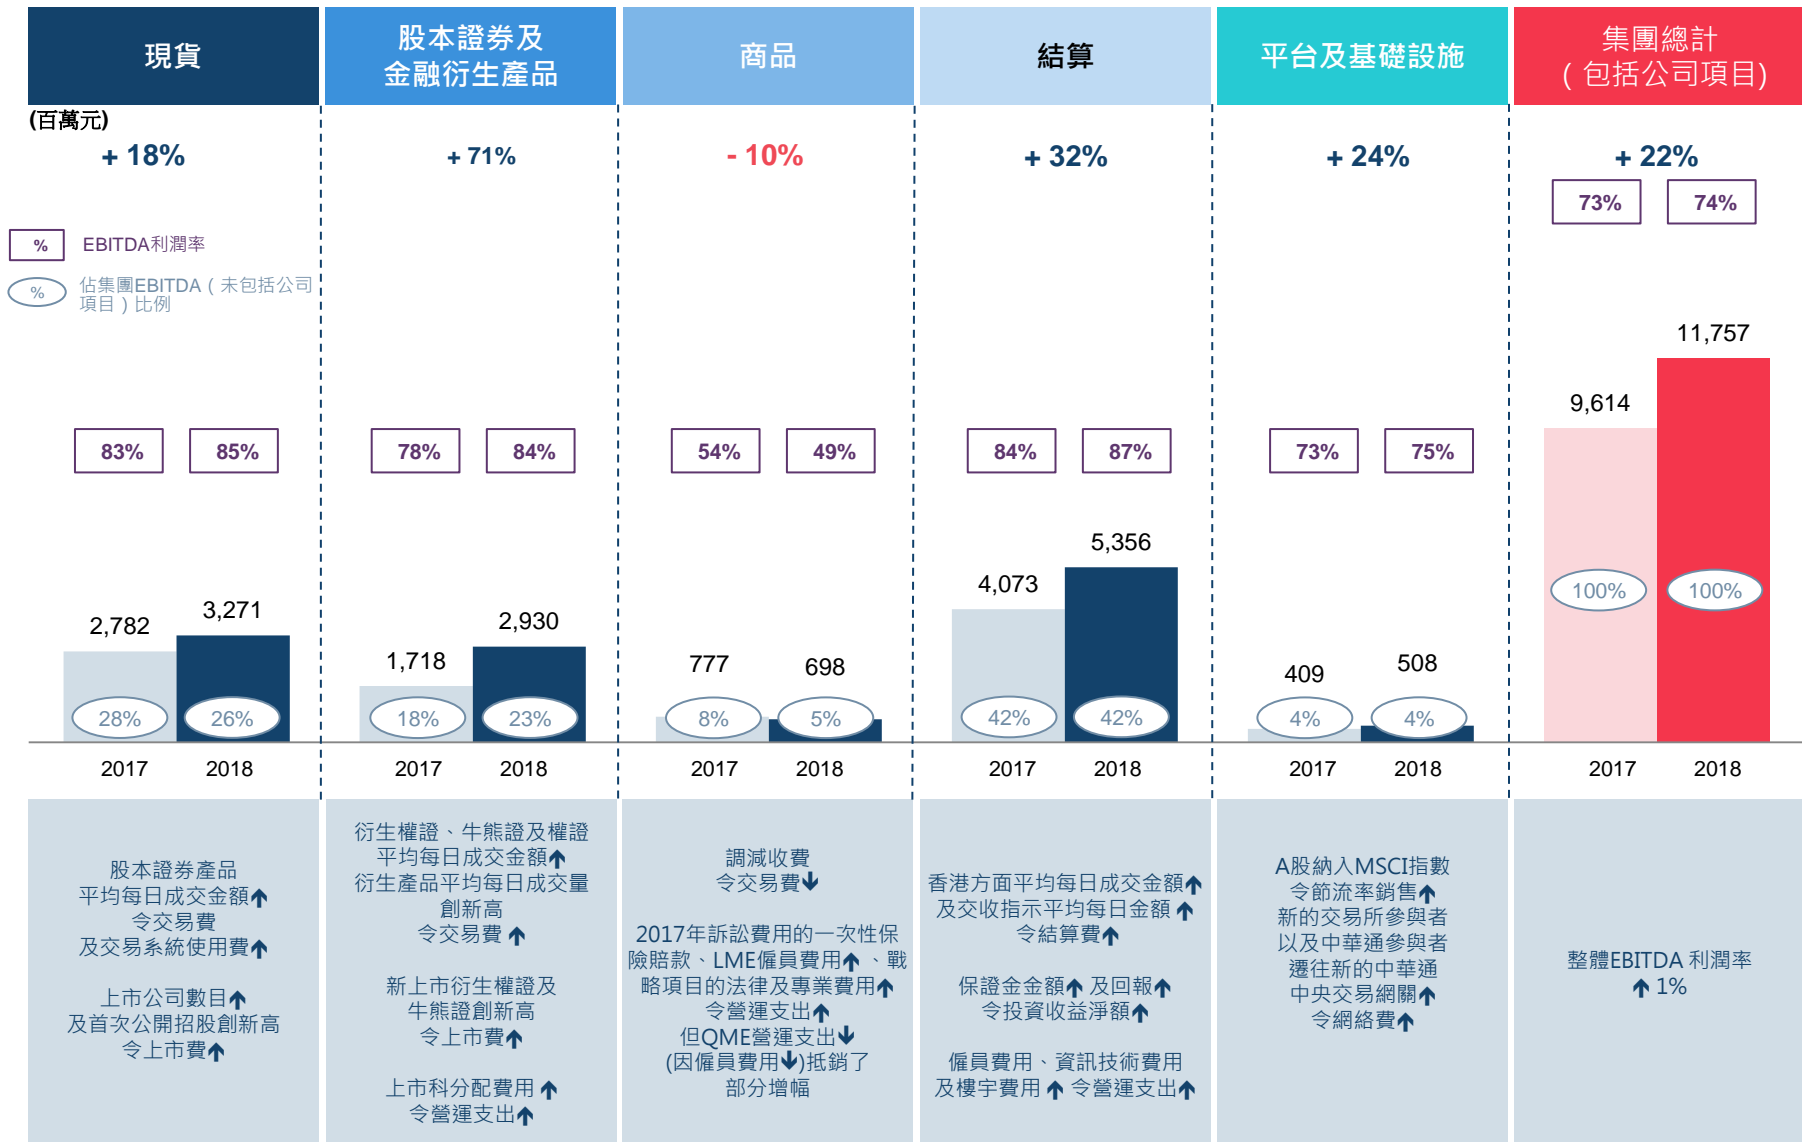 現貨
股本證券及
金融衍生產品
商品
結算
平台及基礎設施
集團總計
( 包括公司項目)
(百萬元)
+ 18%
+ 71%
- 10%
+ 32%
+ 24%
+ 22%
73%
74%
% EBITDA利潤率
% 佔集團EBITDA ( 未包括公司
項目 ) 比例
11,757
9,614
83%
85%
78%
84%
54%
49%
84%
87%
73%
75%
5,356
4,073
100%
100%
2,782
3,271
1,718
2,930
777
698
409
508
28%
26%
18%
23%
8%
5%
42%
42%
4%
4%
2017
2018
2017
2018
2017
2018
2017
2018
2017
2018
2017
2018
股本證券產品
平均每日成交金額↑
令交易費
及交易系統使用費↑
上市公司數目↑
及首次公開招股創新高
令上市費↑
衍生權證、牛熊證及權證
平均每日成交金額↑
衍生產品平均每日成交量
創新高
令交易費 ↑
新上市衍生權證及
牛熊證創新高
令上市費↑
上市科分配費用 ↑
令營運支出↑
調減收費
令交易費↓
2017年訴訟費用的一次性保
險賠款、LME僱員費用↑ 、戰
略項目的法律及專業費用↑
令營運支出↑
但QME營運支出↓
(因僱員費用↓)抵銷了
部分增幅
香港方面平均每日成交金額↑
及交收指示平均每日金額 ↑
令結算費↑
保證金金額↑ 及回報↑
令投資收益淨額↑
僱員費用、資訊技術費用
及樓宇費用 ↑ 令營運支出↑
A股納入MSCI指數
令節流率銷售↑
新的交易所參與者
以及中華通參與者
遷往新的中華通
中央交易網關↑
令網絡費↑
整體EBITDA 利潤率
↑ 1%